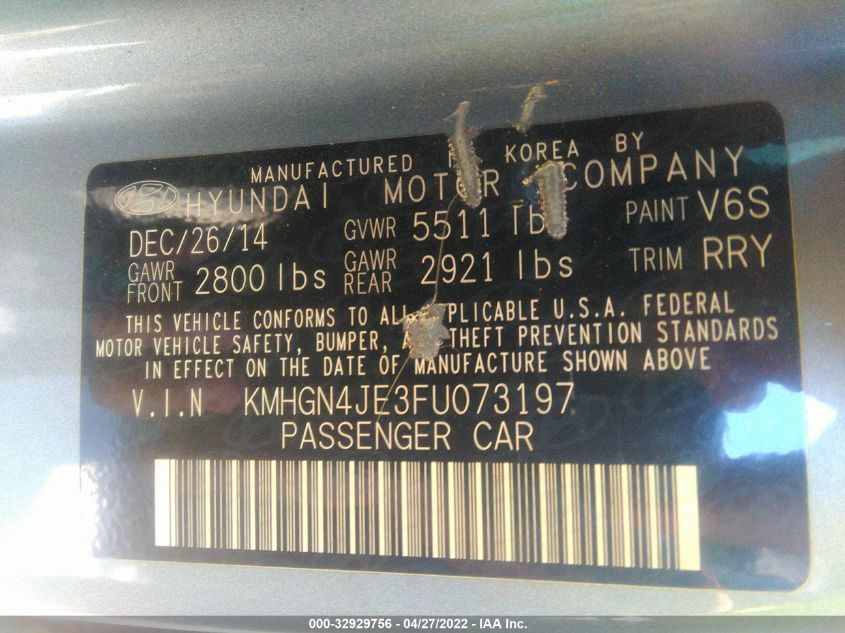 MANUFACTURED KOREA BY
HYUNDAI MOTOR COMPANY
DEC/26/14 GVWR 5511 lb PAINT V6S
GAWR FRONT 2800 lbs GAWR REAR 2921 lbs TRIM RRY
THIS VEHICLE CONFORMS TO ALL APPLICABLE U.S.A. FEDERAL
MOTOR VEHICLE SAFETY, BUMPER, THEFT PREVENTION STANDARDS
IN EFFECT ON THE DATE OF MANUFACTURE SHOWN ABOVE
V.I.N KMHGN4JE3FU073197
PASSENGER CAR
000-32929756 - 04/27/2022 - IAA Inc.